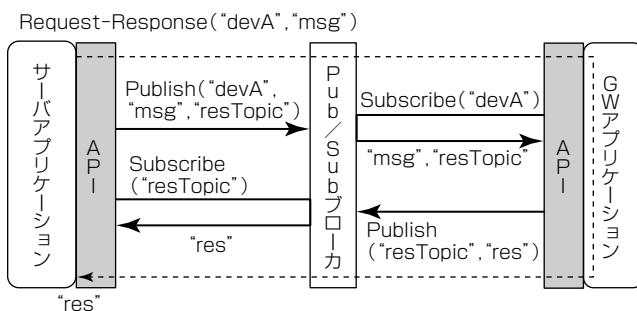 Request-Response(“devA”,“msg”)
サーバアプリケーション
API
Publish(“devA”,
“msg”,“resTopic”)
Subscribe
(“resTopic”)
“res”
Pub／Subブローカ
Subscribe(“devA”)
“msg”,“resTopic”
Publish
(“resTopic”,“res”)
API
GWアプリケーション
“res”